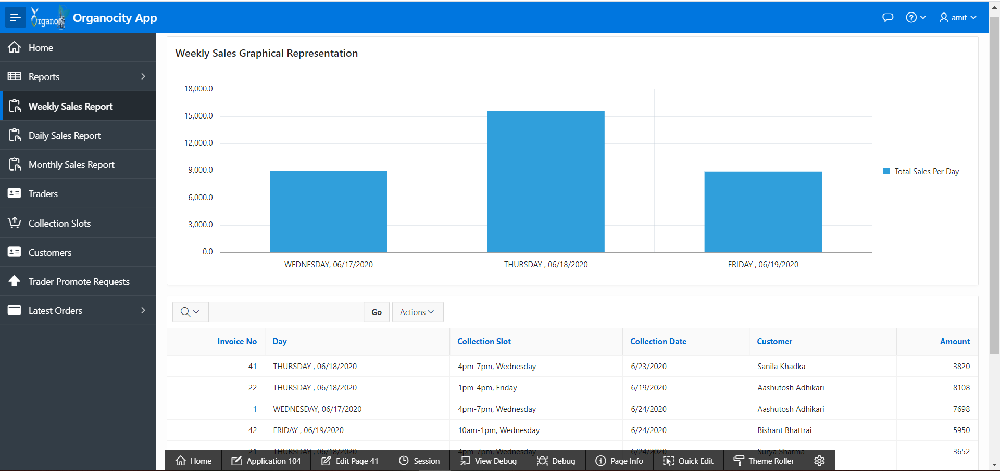 Organo
Organocity App
amit
Home
Reports
Weekly Sales Report
Daily Sales Report
Monthly Sales Report
Traders
Collection Slots
Customers
Trader Promote Requests
Latest Orders
Weekly Sales Graphical Representation
18,000.0
15,000.0
12,000.0
9,000.0
6,000.0
3,000.0
0.0
WEDNESDAY, 06/17/2020 THURSDAY , 06/18/2020 FRIDAY , 06/19/2020
Total Sales Per Day
Go Actions
Invoice No Day Collection Slot Collection Date Customer Amount
41 THURSDAY , 06/18/2020 4pm-7pm, Wednesday 6/23/2020 Sanila Khadka 3820
22 THURSDAY , 06/18/2020 1pm-4pm, Friday 6/19/2020 Aashutosh Adhikari 8108
1 WEDNESDAY, 06/17/2020 4pm-7pm, Wednesday 6/24/2020 Aashutosh Adhikari 7698
42 FRIDAY , 06/19/2020 10am-1pm, Wednesday 6/24/2020 Bishant Bhattrai 5950
21 THURSDAY , 06/18/2020 4pm-7pm, Wednesday 6/24/2020 Surya Sharma 3652
Home Application 104 Edit Page 41 Session View Debug Debug Page Info Quick Edit Theme Roller